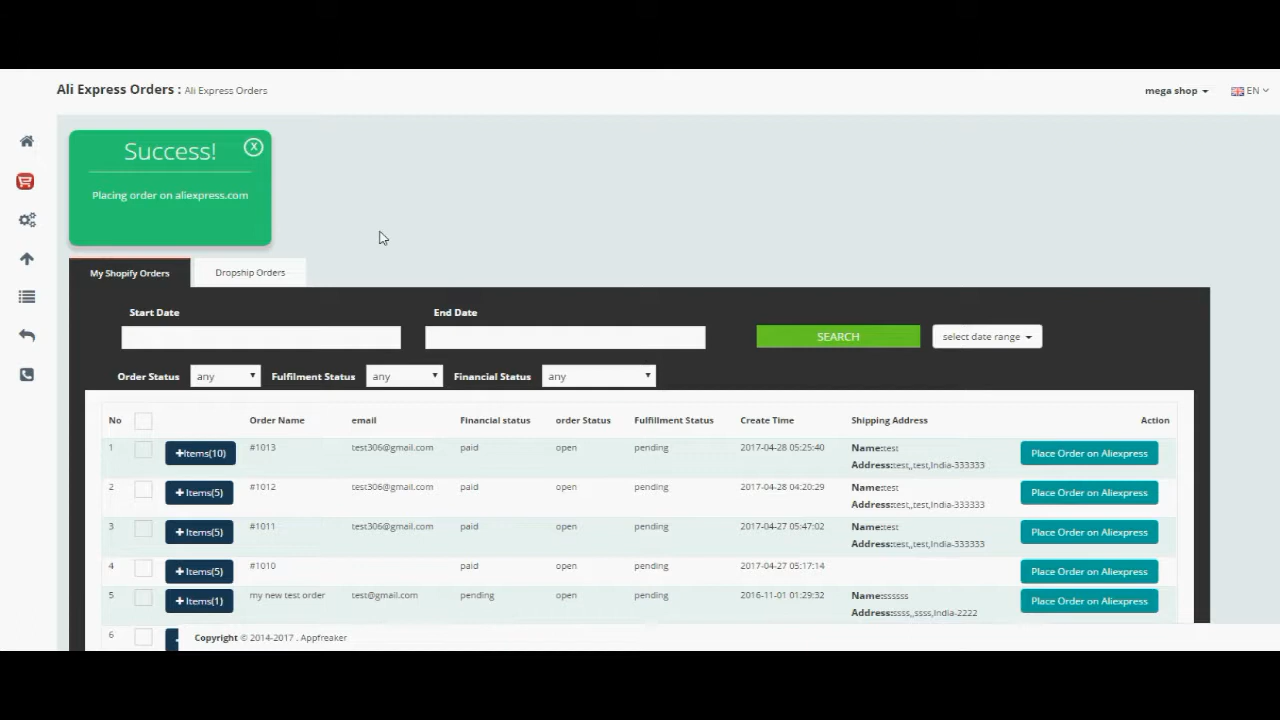 Ali Express Orders : Ali Express Orders
mega shop
EN
Success!
X
Placing order on aliexpress.com
My Shopify Orders
Dropship Orders
Start Date
End Date
SEARCH
select date range
Order Status any Fulfilment Status any Financial Status any
No Order Name email Financial status order Status Fulfillment Status Create Time Shipping Address Action
1 +Items(10) #1013 test306@gmail.com paid open pending 2017-04-28 05:25:40 Name:test Place Order on Aliexpress
Address:test,,test,India-333333
2 +Items(5) #1012 test306@gmail.com paid open pending 2017-04-28 04:20:29 Name:test Place Order on Aliexpress
Address:test,,test,India-333333
3 +Items(5) #1011 test306@gmail.com paid open pending 2017-04-27 05:47:02 Name:test Place Order on Aliexpress
Address:test,,test,India-333333
4 +Items(5) #1010 paid open pending 2017-04-27 05:17:14 Place Order on Aliexpress
5 +Items(1) my new test order test@gmail.com pending open pending 2016-11-01 01:29:32 Name:ssssss Place Order on Aliexpress
Address:ssss,,ssss,India-2222
6
Copyright © 2014-2017 . Appfreaker